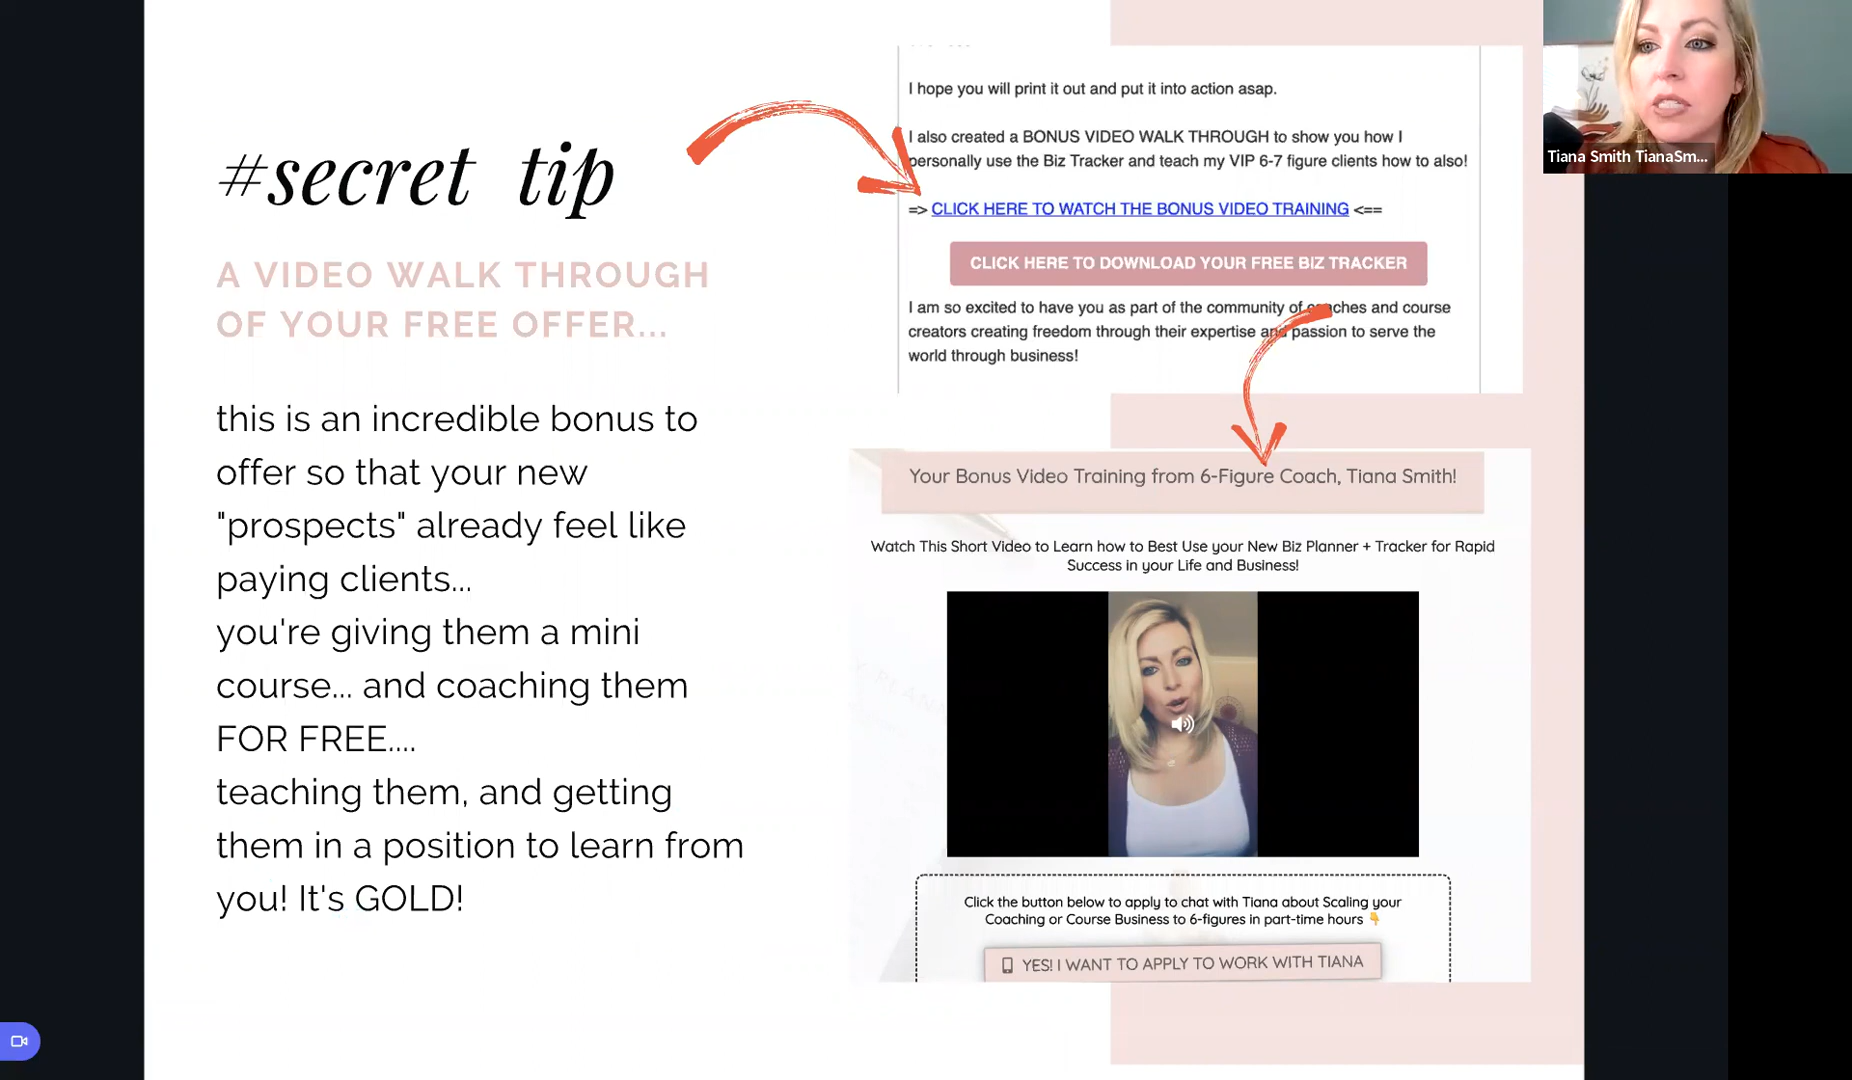 #secret tip
A VIDEO WALK THROUGH
OF YOUR FREE OFFER...
this is an incredible bonus to
offer so that your new
"prospects" already feel like
paying clients...
you're giving them a mini
course... and coaching them
FOR FREE....
teaching them, and getting
them in a position to learn from
you! It's GOLD!
I hope you will print it out and put it into action asap.
I also created a BONUS VIDEO WALK THROUGH to show you how I
personally use the Biz Tracker and teach my VIP 6-7 figure clients how to also!
=> CLICK HERE TO WATCH THE BONUS VIDEO TRAINING <==
CLICK HERE TO DOWNLOAD YOUR FREE BIZ TRACKER
I am so excited to have you as part of the community of coaches and course
creators creating freedom through their expertise and passion to serve the
world through business!
Your Bonus Video Training from 6-Figure Coach, Tiana Smith!
Watch This Short Video to Learn how to Best Use your New Biz Planner + Tracker for Rapid
Success in your Life and Business!
Click the button below to apply to chat with Tiana about Scaling your
Coaching or Course Business to 6-figures in part-time hours 👇
YES! I WANT TO APPLY TO WORK WITH TIANA
Tiana Smith TianaSm...